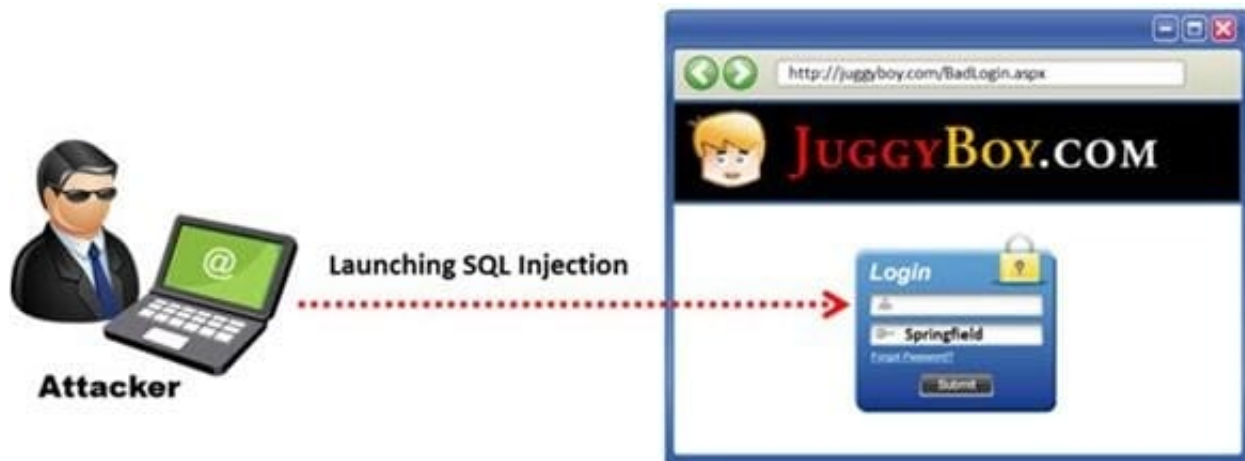 http://juggyboy.com/BadLogin.aspx
JUGGYBOY.COM
@
Launching SQL Injection
Attacker
Login
Springfield
Forgot Password?
Submit